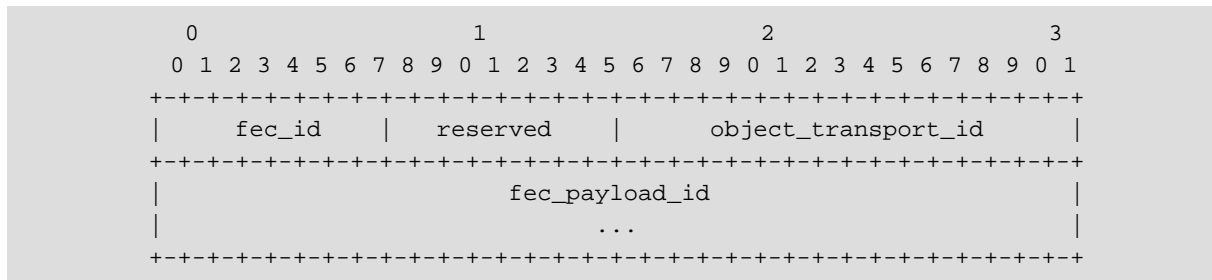 0                   1                   2                   3
0 1 2 3 4 5 6 7 8 9 0 1 2 3 4 5 6 7 8 9 0 1 2 3 4 5 6 7 8 9 0 1
+-+-+-+-+-+-+-+-+-+-+-+-+-+-+-+-+-+-+-+-+-+-+-+-+-+-+-+-+-+-+-+-+
|     fec_id    |   reserved    |      object_transport_id      |
+-+-+-+-+-+-+-+-+-+-+-+-+-+-+-+-+-+-+-+-+-+-+-+-+-+-+-+-+-+-+-+-+
|                        fec_payload_id                         |
|                              ...                              |
+-+-+-+-+-+-+-+-+-+-+-+-+-+-+-+-+-+-+-+-+-+-+-+-+-+-+-+-+-+-+-+-+